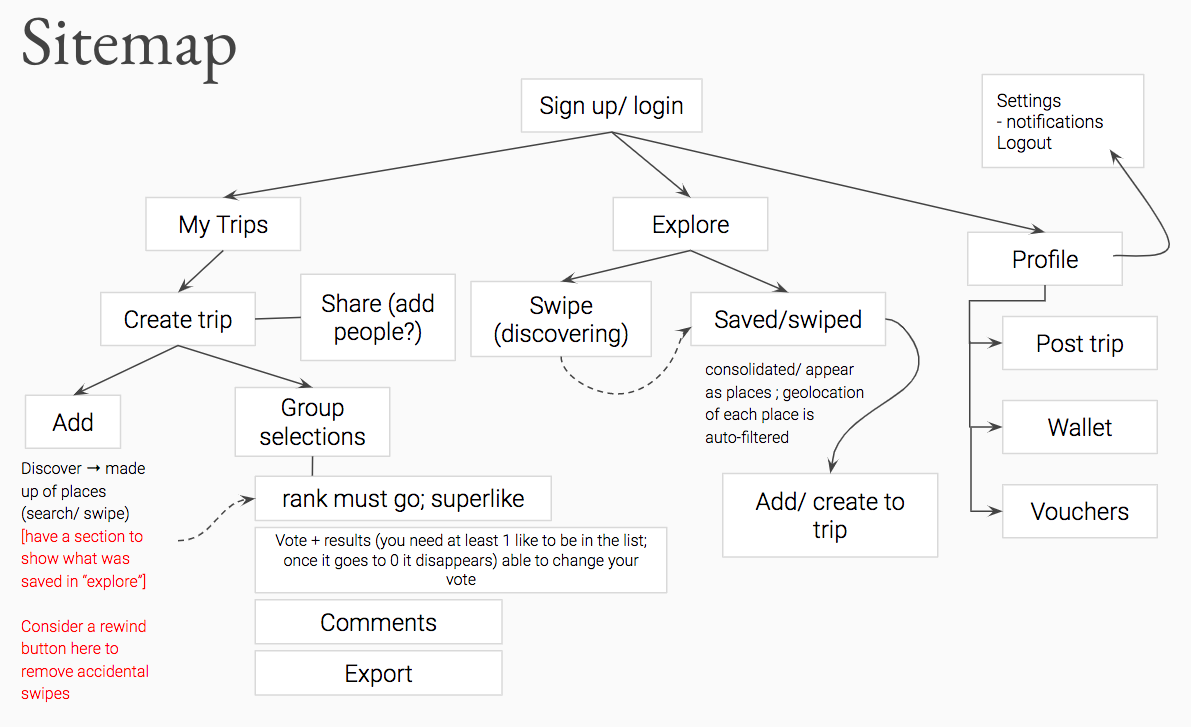 Sitemap
Sign up/ login
Settings
- notifications
Logout
My Trips
Explore
Profile
Create trip
Share (add
people?)
Swipe
(discovering)
Saved/swiped
Post trip
consolidated/ appear
as places ; geolocation
of each place is
auto-filtered
Add
Group
selections
Wallet
Discover → made
up of places
(search/ swipe)
[have a section to
show what was
saved in “explore”]
Consider a rewind
button here to
remove accidental
swipes
rank must go; superlike
Vote + results (you need at least 1 like to be in the list;
once it goes to 0 it disappears) able to change your
vote
Comments
Export
Add/ create to
trip
Vouchers